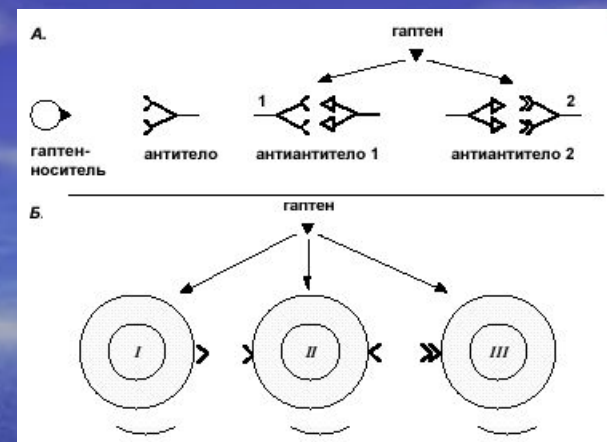 А.
гаптен
1
2
гаптен-
носитель
антитело
антиантитело 1
антиантитело 2
Б.
гаптен
I
II
III